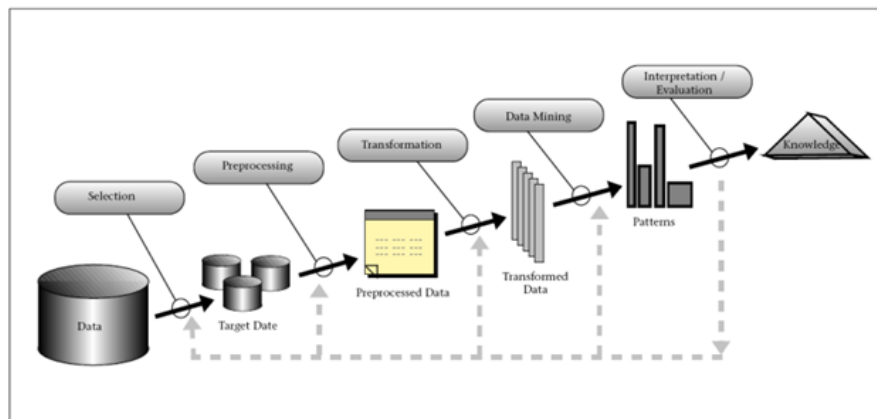 Interpretation /
Evaluation
Data Mining
Transformation
Preprocessing
Selection
Knowledge
Patterns
Transformed
Data
Preprocessed Data
Target Date
Data